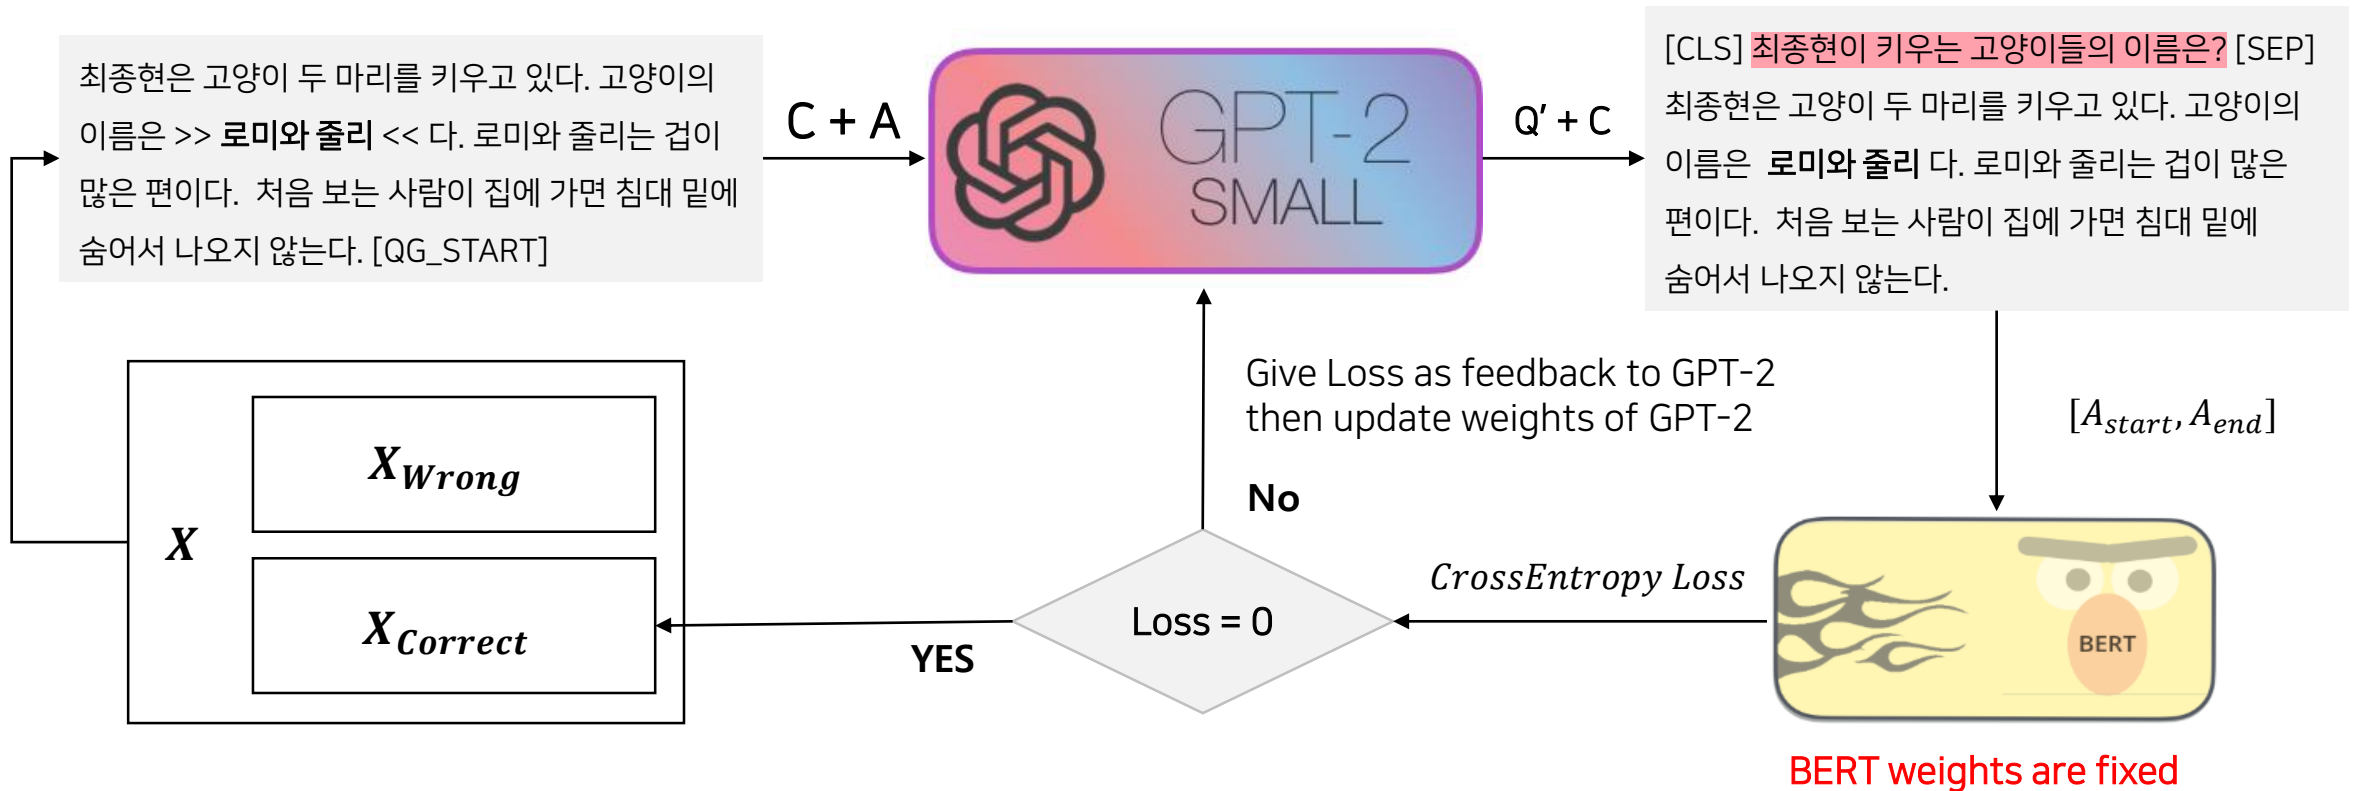 최종현은 고양이 두 마리를 키우고 있다. 고양이의
이름은 >> 로미와 줄리 << 다. 로미와 줄리는 겁이
많은 편이다.  처음 보는 사람이 집에 가면 침대 밑에
숨어서 나오지 않는다. [QG_START]
C + A
GPT-2
SMALL
Q′ + C
[CLS] 최종현이 키우는 고양이들의 이름은? [SEP]
최종현은 고양이 두 마리를 키우고 있다. 고양이의
이름은  로미와 줄리 다. 로미와 줄리는 겁이 많은
편이다.  처음 보는 사람이 집에 가면 침대 밑에
숨어서 나오지 않는다.
Give Loss as feedback to GPT-2
then update weights of GPT-2
[A_start, A_end]
X
X_Wrong
X_Correct
No
YES
Loss = 0
CrossEntropy Loss
BERT
BERT weights are fixed